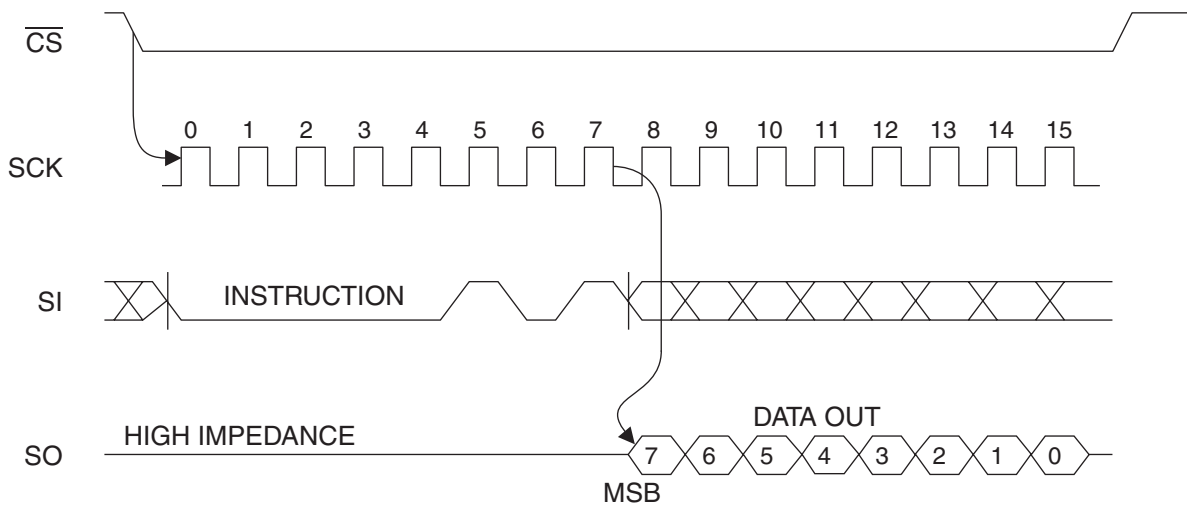 CS
0 1 2 3 4 5 6 7 8 9 10 11 12 13 14 15
SCK
SI
INSTRUCTION
HIGH IMPEDANCE
DATA OUT
SO
7 6 5 4 3 2 1 0
MSB